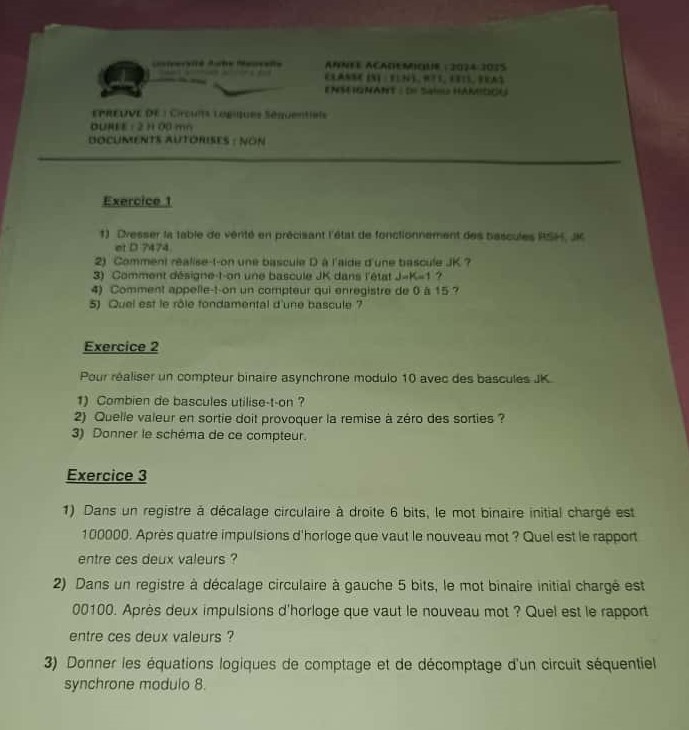 Université Aube Nouvelle
ANNEE ACADEMIQUE : 2024-2025
CLASSE (S) :
ENSEIGNANT : Dr HAMIDOU
EPREUVE DE : Circuits Logiques Séquentiels
DUREE : 2 H 00 mn
DOCUMENTS AUTORISES : NON
Exercice 1
1) Dresser la table de vérité en précisant l'état de fonctionnement des bascules RSH, JK
et D 7474.
2) Comment réalise-t-on une bascule D à l'aide d'une bascule JK ?
3) Comment désigne-t-on une bascule JK dans l'état J=K=1 ?
4) Comment appelle-t-on un compteur qui enregistre de 0 à 15 ?
5) Quel est le rôle fondamental d'une bascule ?
Exercice 2
Pour réaliser un compteur binaire asynchrone modulo 10 avec des bascules JK.
1) Combien de bascules utilise-t-on ?
2) Quelle valeur en sortie doit provoquer la remise à zéro des sorties ?
3) Donner le schéma de ce compteur.
Exercice 3
1) Dans un registre à décalage circulaire à droite 6 bits, le mot binaire initial chargé est
100000. Après quatre impulsions d'horloge que vaut le nouveau mot ? Quel est le rapport
entre ces deux valeurs ?
2) Dans un registre à décalage circulaire à gauche 5 bits, le mot binaire initial chargé est
00100. Après deux impulsions d'horloge que vaut le nouveau mot ? Quel est le rapport
entre ces deux valeurs ?
3) Donner les équations logiques de comptage et de décomptage d'un circuit séquentiel
synchrone modulo 8.